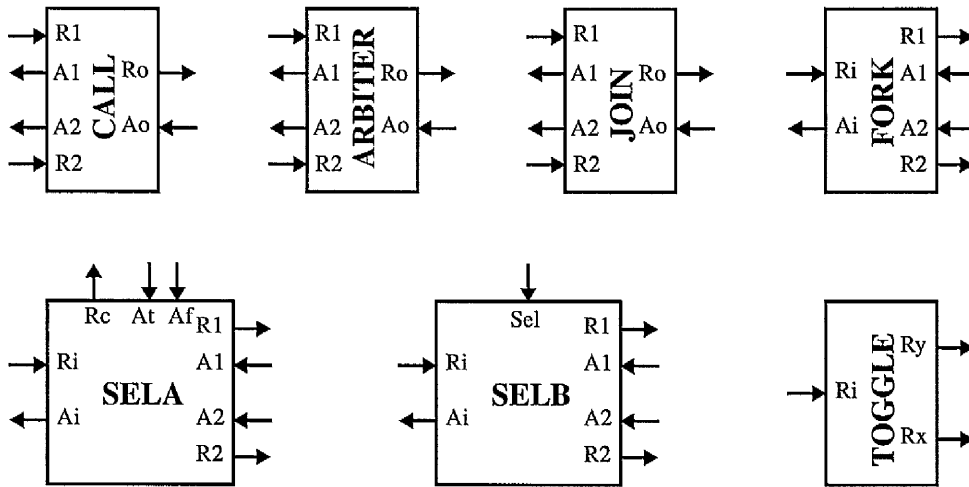 R1
A1
A2
R2
CALL
Ro
Ao
R1
A1
A2
R2
ARBITER
Ro
Ao
R1
A1
A2
R2
JOIN
Ro
Ao
Ri
Ai
FORK
R1
A1
A2
R2
Rc At Af
Ri
Ai
SELA
R1
A1
A2
R2
Sel
Ri
Ai
SELB
R1
A1
A2
R2
Ri
TOGGLE
Ry
Rx